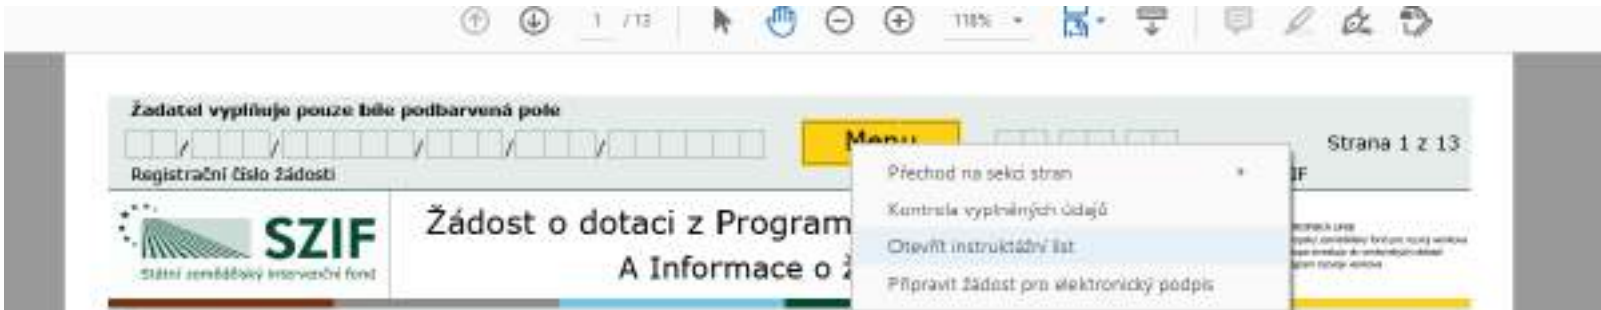 1 / 13
118%
Žadatel vyplňuje pouze bíle podbarvená pole
/ / / / /
Menu
Strana 1 z 13
Registrační číslo žádosti
IF
Přechod na sekci stran
Kontrola vyplněných údajů
Otevřít instruktážní list
Připravit žádost pro elektronický podpis
SZIF
Státní zemědělský intervenční fond
Žádost o dotaci z Program
A Informace o ž